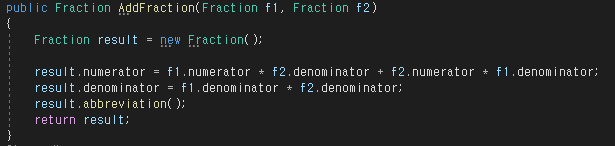 public Fraction AddFraction(Fraction f1, Fraction f2)
{
Fraction result = new Fraction();
result.numerator = f1.numerator * f2.denominator + f2.numerator * f1.denominator;
result.denominator = f1.denominator * f2.denominator;
result.abbreviation();
return result;
}